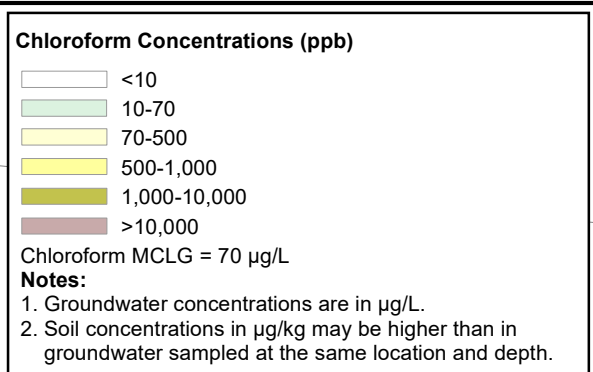 Chloroform Concentrations (ppb)
<10
10-70
70-500
500-1,000
1,000-10,000
>10,000
Chloroform MCLG = 70 µg/L
Notes:
1. Groundwater concentrations are in µg/L.
2. Soil concentrations in µg/kg may be higher than in
groundwater sampled at the same location and depth.